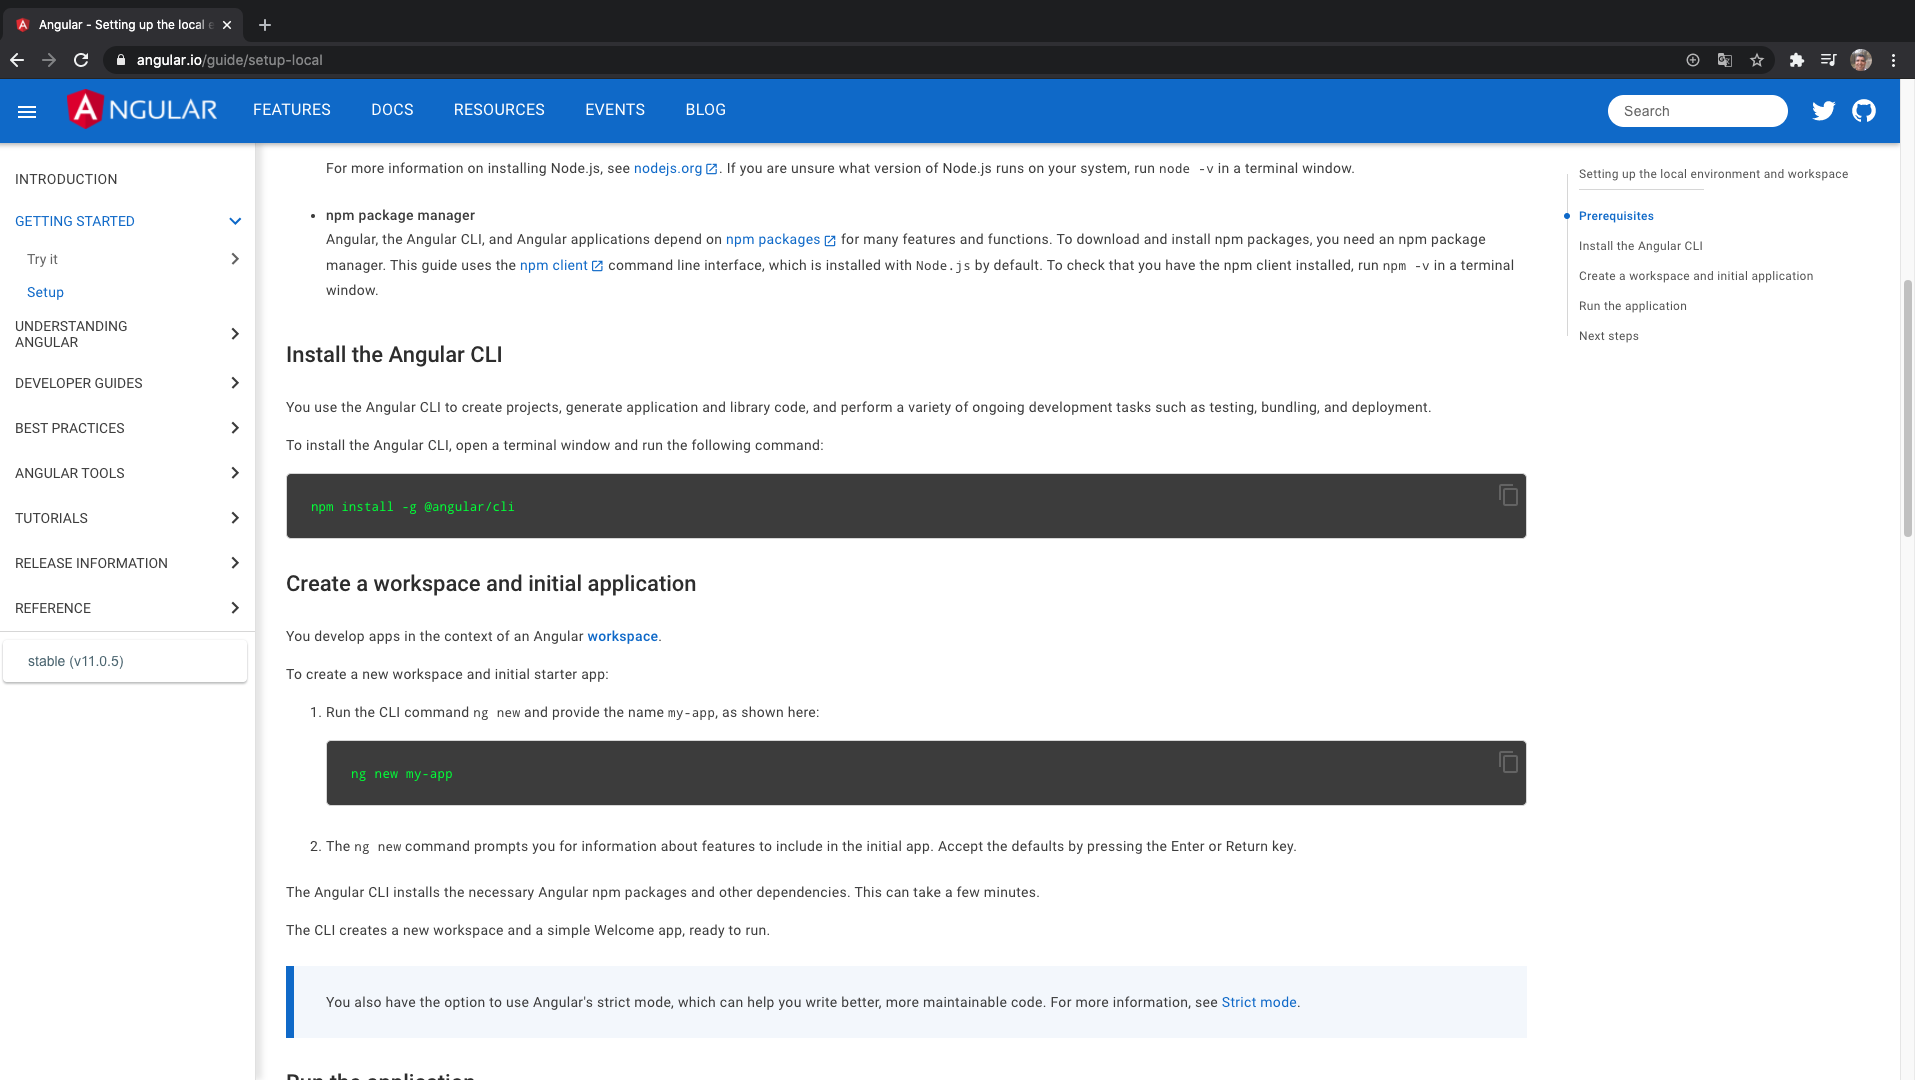 Angular - Setting up the local e
angular.io/guide/setup-local
ANGULAR
FEATURES
DOCS
RESOURCES
EVENTS
BLOG
Search
INTRODUCTION
GETTING STARTED
Try it
Setup
UNDERSTANDING
ANGULAR
DEVELOPER GUIDES
BEST PRACTICES
ANGULAR TOOLS
TUTORIALS
RELEASE INFORMATION
REFERENCE
stable (v11.0.5)
For more information on installing Node.js, see nodejs.org. If you are unsure what version of Node.js runs on your system, run node -v in a terminal window.
• npm package manager
Angular, the Angular CLI, and Angular applications depend on npm packages for many features and functions. To download and install npm packages, you need an npm package
manager. This guide uses the npm client command line interface, which is installed with Node.js by default. To check that you have the npm client installed, run npm -v in a terminal
window.
Install the Angular CLI
You use the Angular CLI to create projects, generate application and library code, and perform a variety of ongoing development tasks such as testing, bundling, and deployment.
To install the Angular CLI, open a terminal window and run the following command:
npm install -g @angular/cli
Create a workspace and initial application
You develop apps in the context of an Angular workspace.
To create a new workspace and initial starter app:
1. Run the CLI command ng new and provide the name my-app, as shown here:
ng new my-app
2. The ng new command prompts you for information about features to include in the initial app. Accept the defaults by pressing the Enter or Return key.
The Angular CLI installs the necessary Angular npm packages and other dependencies. This can take a few minutes.
The CLI creates a new workspace and a simple Welcome app, ready to run.
You also have the option to use Angular's strict mode, which can help you write better, more maintainable code. For more information, see Strict mode.
Run the application
Setting up the local environment and workspace
Prerequisites
Install the Angular CLI
Create a workspace and initial application
Run the application
Next steps